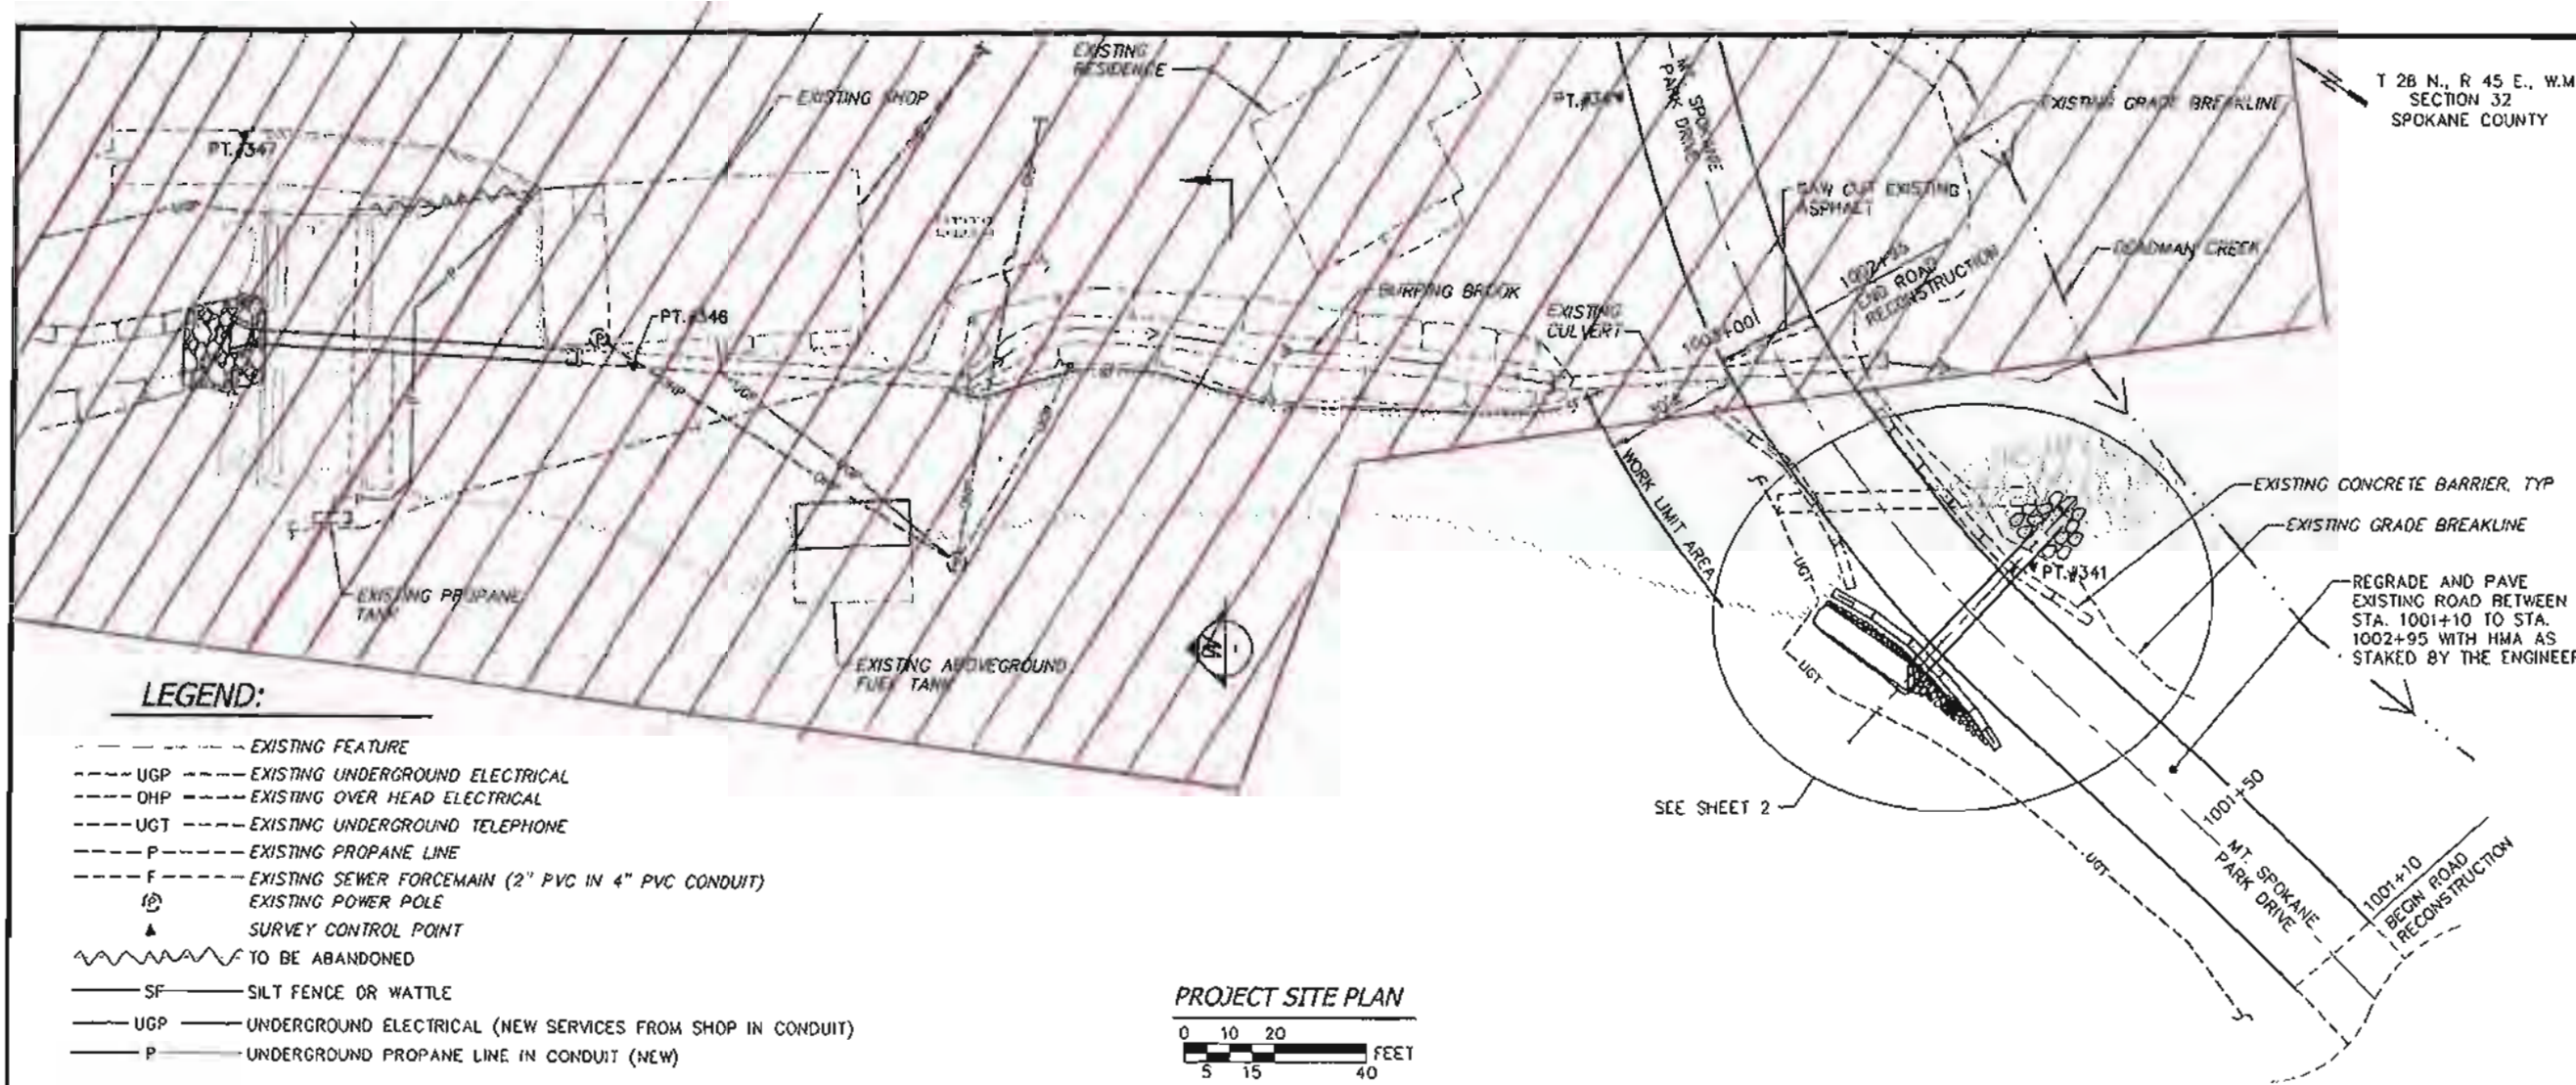 EXISTING
RESIDENCE
EXISTING SHOP
PT. #347
PT. #346
BURPING BROOK
EXISTING
CULVERT
MT. SPOKANE
PARK DRIVE
SAW CUT EXISTING
ASPHALT
1002+95
END ROAD
RECONSTRUCTION
EXISTING GRADE BREAKLINE
DEADMAN CREEK
T 28 N., R 45 E., W.M
SECTION 32
SPOKANE COUNTY
P
OHP
UGP
OHP
UGP
F
EXISTING PROPANE
TANK
EXISTING ABOVEGROUND
FUEL TANK
WORK LIMIT AREA
UGT
UGT
UGT
PT. #341
EXISTING CONCRETE BARRIER, TYP
EXISTING GRADE BREAKLINE
REGRADE AND PAVE
EXISTING ROAD BETWEEN
STA. 1001+10 TO STA.
1002+95 WITH HMA AS
STAKED BY THE ENGINEER
SEE SHEET 2
1001+50
MT. SPOKANE
PARK DRIVE
1001+10
BEGIN ROAD
RECONSTRUCTION
LEGEND:
EXISTING FEATURE
UGP EXISTING UNDERGROUND ELECTRICAL
OHP EXISTING OVER HEAD ELECTRICAL
UGT EXISTING UNDERGROUND TELEPHONE
P EXISTING PROPANE LINE
F EXISTING SEWER FORCEMAIN (2" PVC IN 4" PVC CONDUIT)
EXISTING POWER POLE
SURVEY CONTROL POINT
TO BE ABANDONED
SF SILT FENCE OR WATTLE
UGP UNDERGROUND ELECTRICAL (NEW SERVICES FROM SHOP IN CONDUIT)
P UNDERGROUND PROPANE LINE IN CONDUIT (NEW)
PROJECT SITE PLAN
0 10 20
FEET
5 15 40